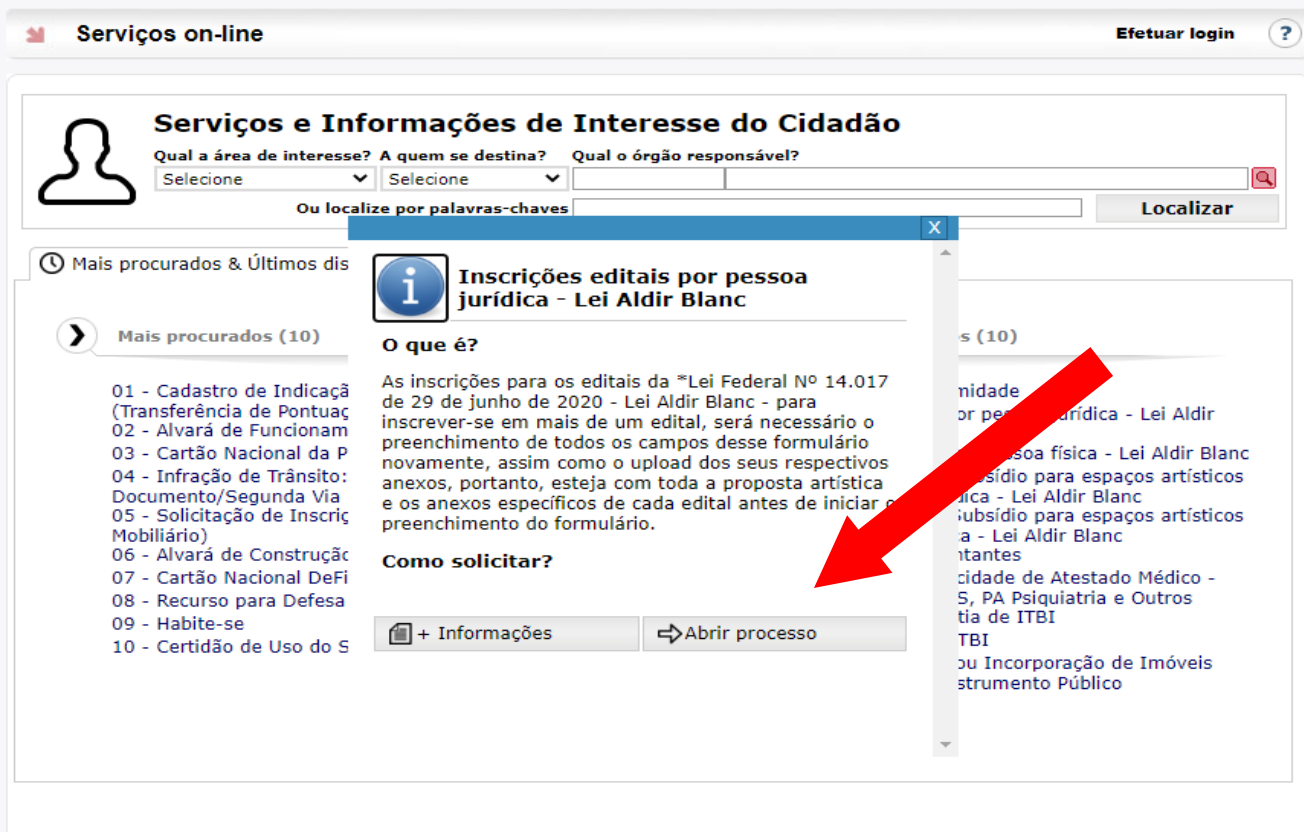 Serviços on-line
Efetuar login
?
Serviços e Informações de Interesse do Cidadão
Qual a área de interesse? A quem se destina? Qual o órgão responsável?
Selecione
Selecione
Ou localize por palavras-chaves
Localizar
X
Mais procurados & Últimos dis
Inscrições editais por pessoa
jurídica - Lei Aldir Blanc
Mais procurados (10)
01 - Cadastro de Indicaçã
(Transferência de Pontuaç
02 - Alvará de Funcionam
03 - Cartão Nacional da P
04 - Infração de Trânsito:
Documento/Segunda Via
05 - Solicitação de Inscriç
Mobiliário)
06 - Alvará de Construção
07 - Cartão Nacional DeFi
08 - Recurso para Defesa
09 - Habite-se
10 - Certidão de Uso do S
O que é?
As inscrições para os editais da *Lei Federal Nº 14.017
de 29 de junho de 2020 - Lei Aldir Blanc - para
inscrever-se em mais de um edital, será necessário o
preenchimento de todos os campos desse formulário
novamente, assim como o upload dos seus respectivos
anexos, portanto, esteja com toda a proposta artística
e os anexos específicos de cada edital antes de iniciar o
preenchimento do formulário.
Como solicitar?
+ Informações
Abrir processo
s (10)
midade
or pe rídica - Lei Aldir
soa física - Lei Aldir Blanc
sídio para espaços artísticos
dica - Lei Aldir Blanc
Subsídio para espaços artísticos
ca - Lei Aldir Blanc
ntantes
cidade de Atestado Médico -
S, PA Psiquiatria e Outros
tia de ITBI
TBI
ou Incorporação de Imóveis
strumento Público